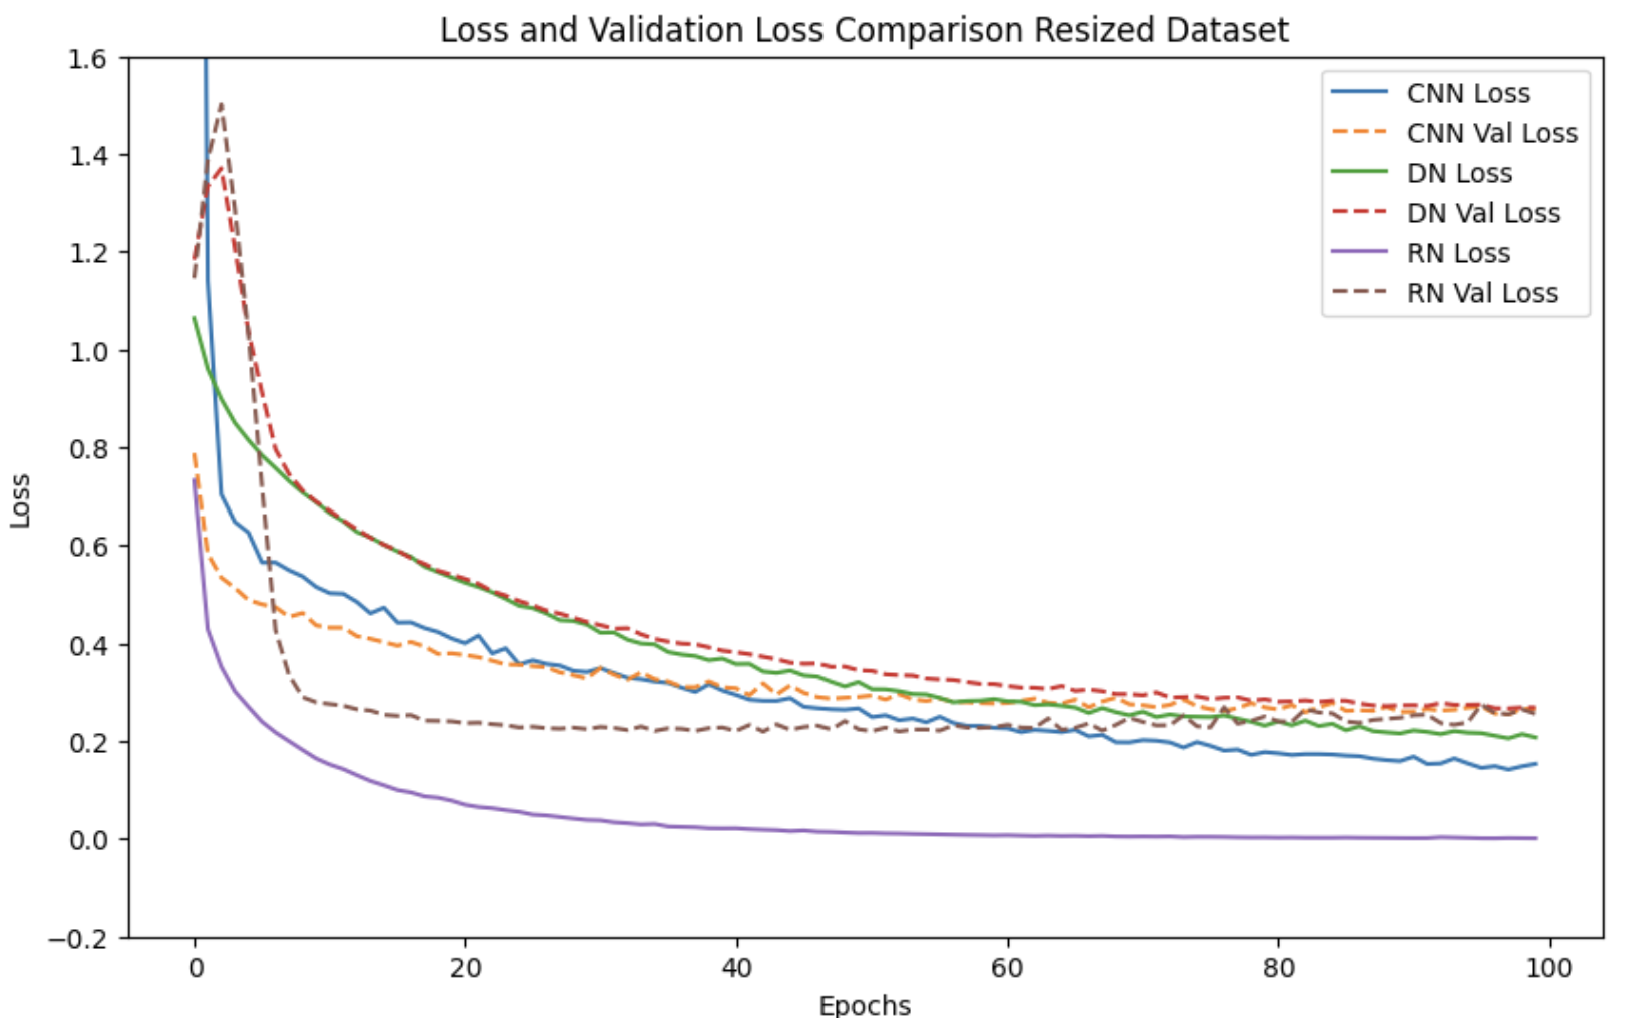 Loss and Validation Loss Comparison Resized Dataset
1.6
1.4
1.2
1.0
0.8
0.6
0.4
0.2
0.0
−0.2
Loss
CNN Loss
CNN Val Loss
DN Loss
DN Val Loss
RN Loss
RN Val Loss
0 20 40 60 80 100
Epochs